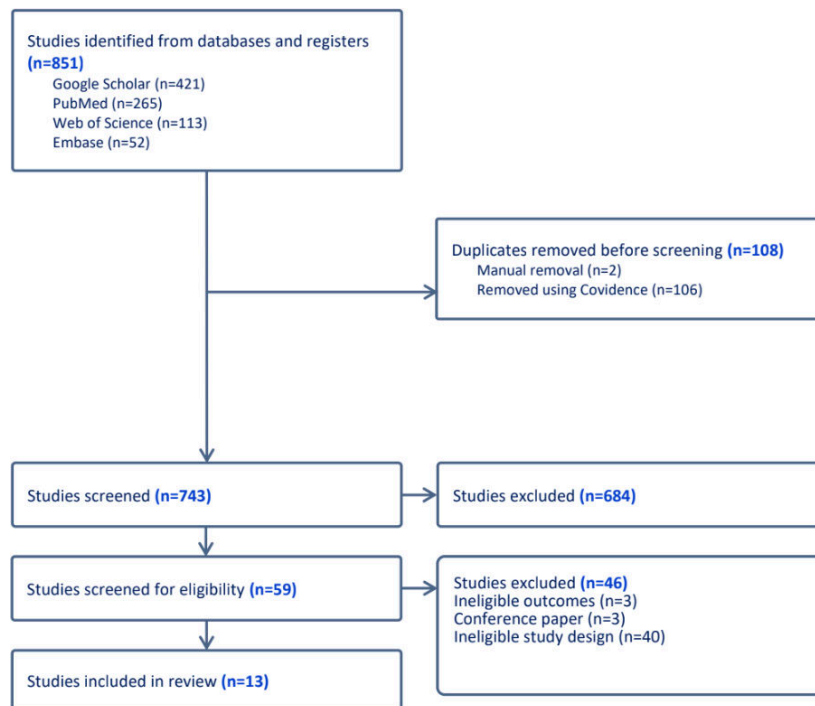 Studies identified from databases and registers
(n=851)
Google Scholar (n=421)
PubMed (n=265)
Web of Science (n=113)
Embase (n=52)
Duplicates removed before screening (n=108)
Manual removal (n=2)
Removed using Covidence (n=106)
Studies screened (n=743)
Studies excluded (n=684)
Studies screened for eligibility (n=59)
Studies excluded (n=46)
Ineligible outcomes (n=3)
Conference paper (n=3)
Ineligible study design (n=40)
Studies included in review (n=13)